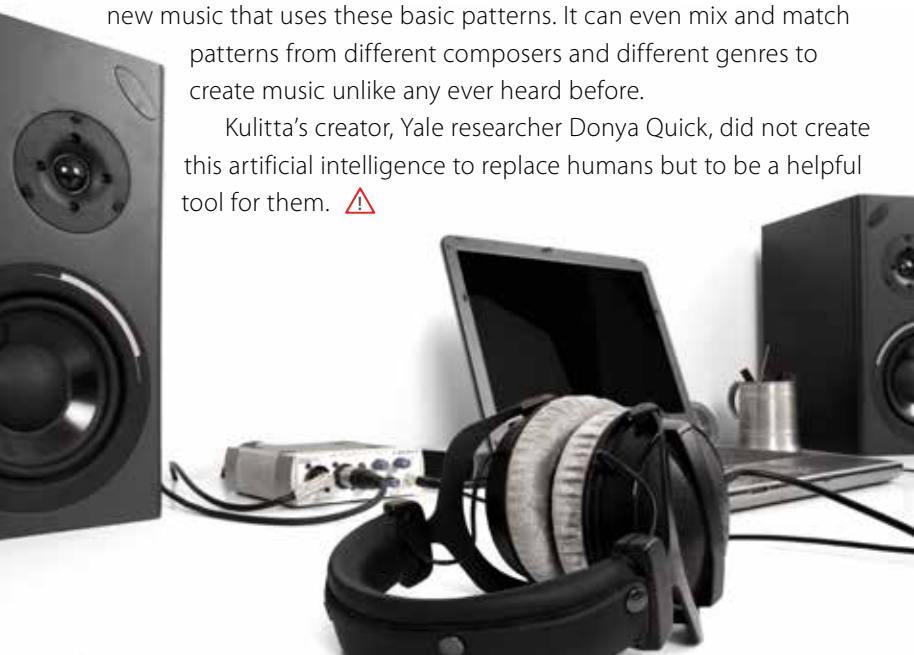 new music that uses these basic patterns. It can even mix and match
patterns from different composers and different genres to
create music unlike any ever heard before.
Kulitta’s creator, Yale researcher Donya Quick, did not create
this artificial intelligence to replace humans but to be a helpful
tool for them.